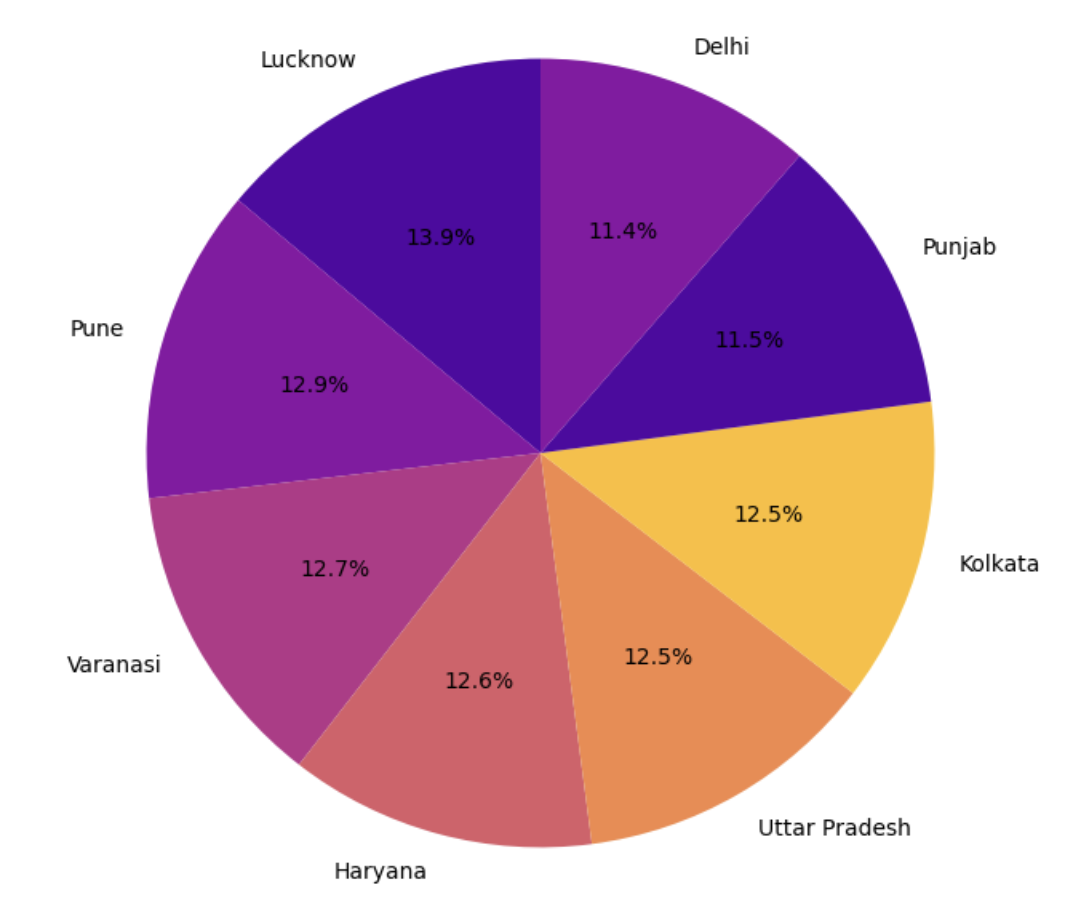 Delhi
Lucknow
11.4%
13.9%
Punjab
Pune
11.5%
12.9%
12.5%
Kolkata
12.7%
Varanasi
12.5%
12.6%
Uttar Pradesh
Haryana